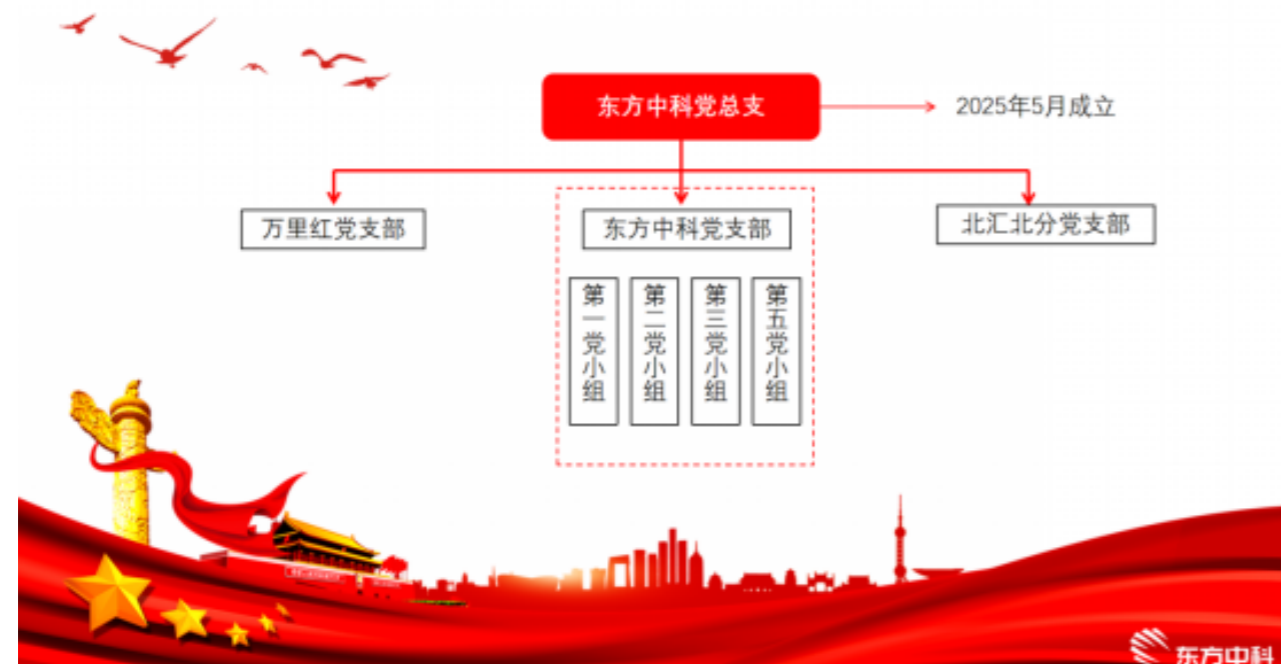 东方中科党总支
2025年5月成立
万里红党支部
东方中科党支部
北汇北分党支部
第一党小组
第二党小组
第三党小组
第五党小组
东方中科